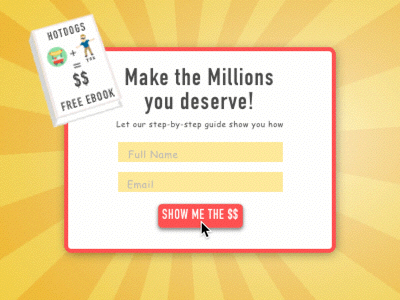 HOTDOGS
+
YOU
=
$$
FREE EBOOK
Make the Millions
you deserve!
Let our step-by-step guide show you how
Full Name
Email
SHOW ME THE $$